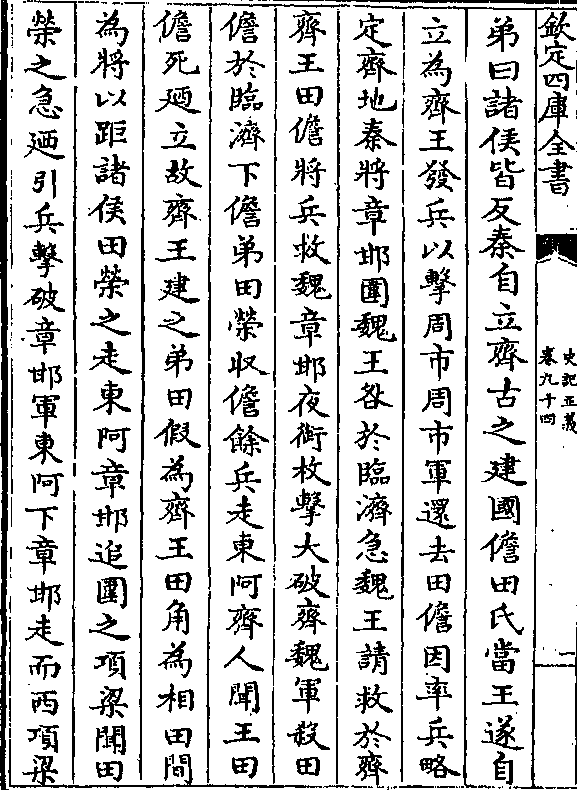 欽定四庫全書
史記正義
卷九十四
一
弟曰諸侯皆反秦自立齊古之建國儋田氏當王遂自
立為齊王發兵以擊周市周市軍還去田儋因率兵略
定齊地秦將章邯圍魏王咎於臨濟急魏王請救於齊
齊王田儋將兵救魏章邯夜銜枚擊大破齊魏軍殺田
儋於臨濟下儋弟田榮収儋餘兵走東阿齊人聞王田
儋死廼立故齊王建之弟田假為齊王田角為相田間
為將以距諸侯田榮之走東阿章邯追圍之項梁聞田
榮之急廼引兵擊破章邯軍東阿下章邯走而西項梁